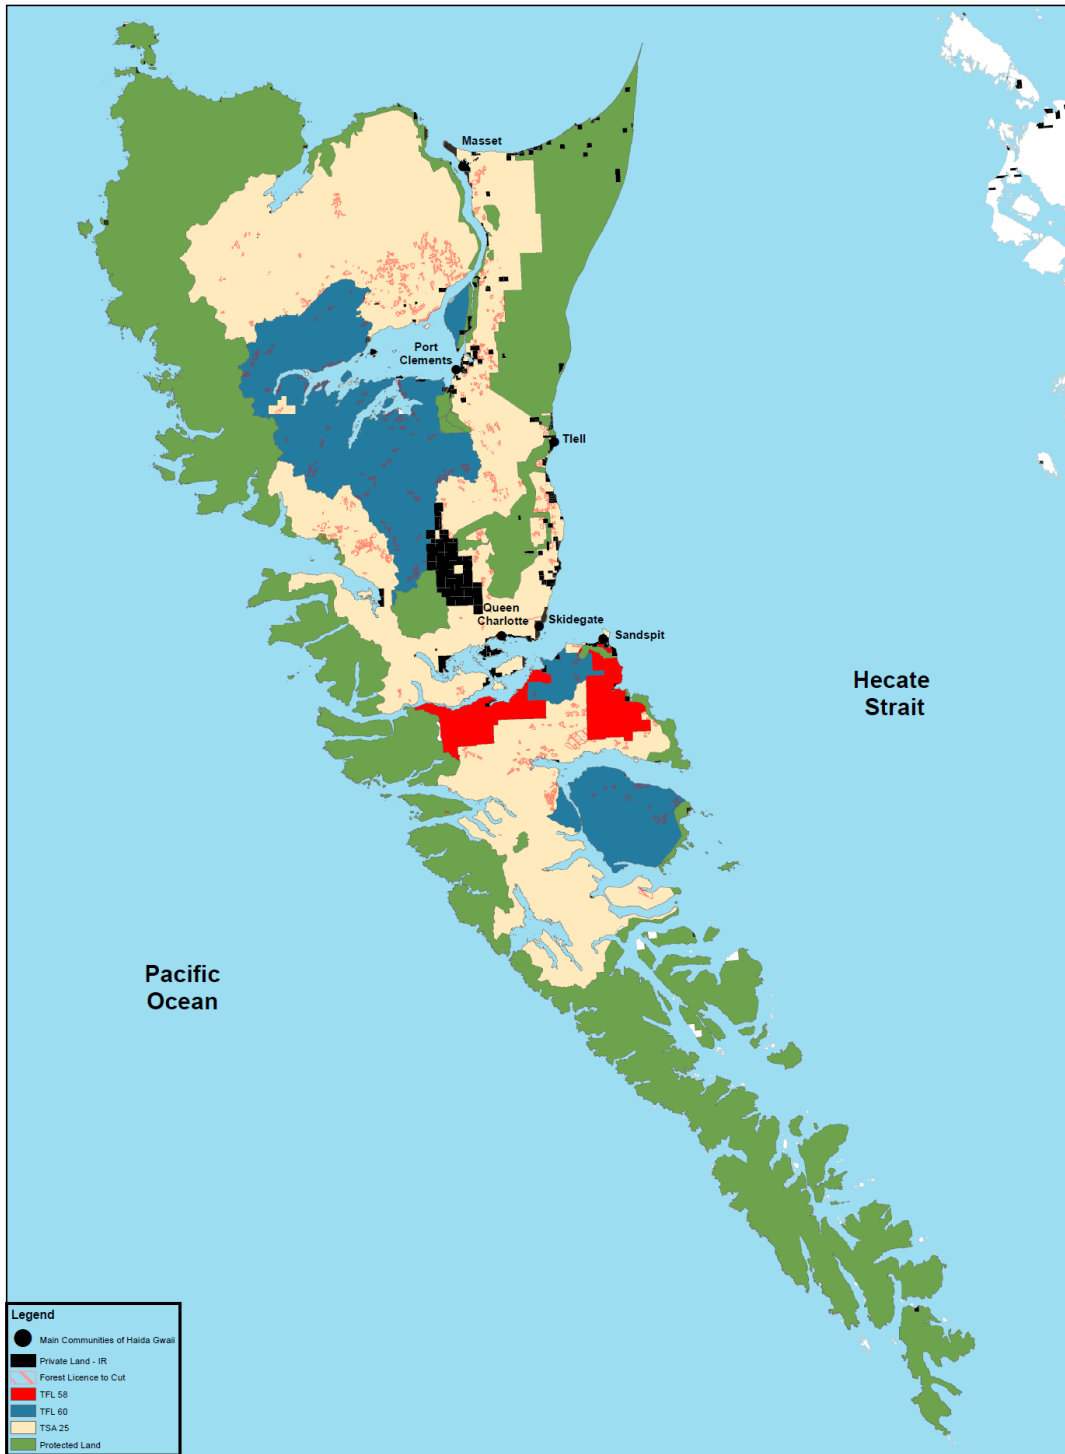 Masset
Port
Clements
Tlell
Queen
Charlotte
Skidegate
Sandspit
Hecate
Strait
Pacific
Ocean
Legend
Main Communities of Haida Gwaii
Private Land - IR
Forest Licence to Cut
TFL 58
TFL 60
TSA 25
Protected Land